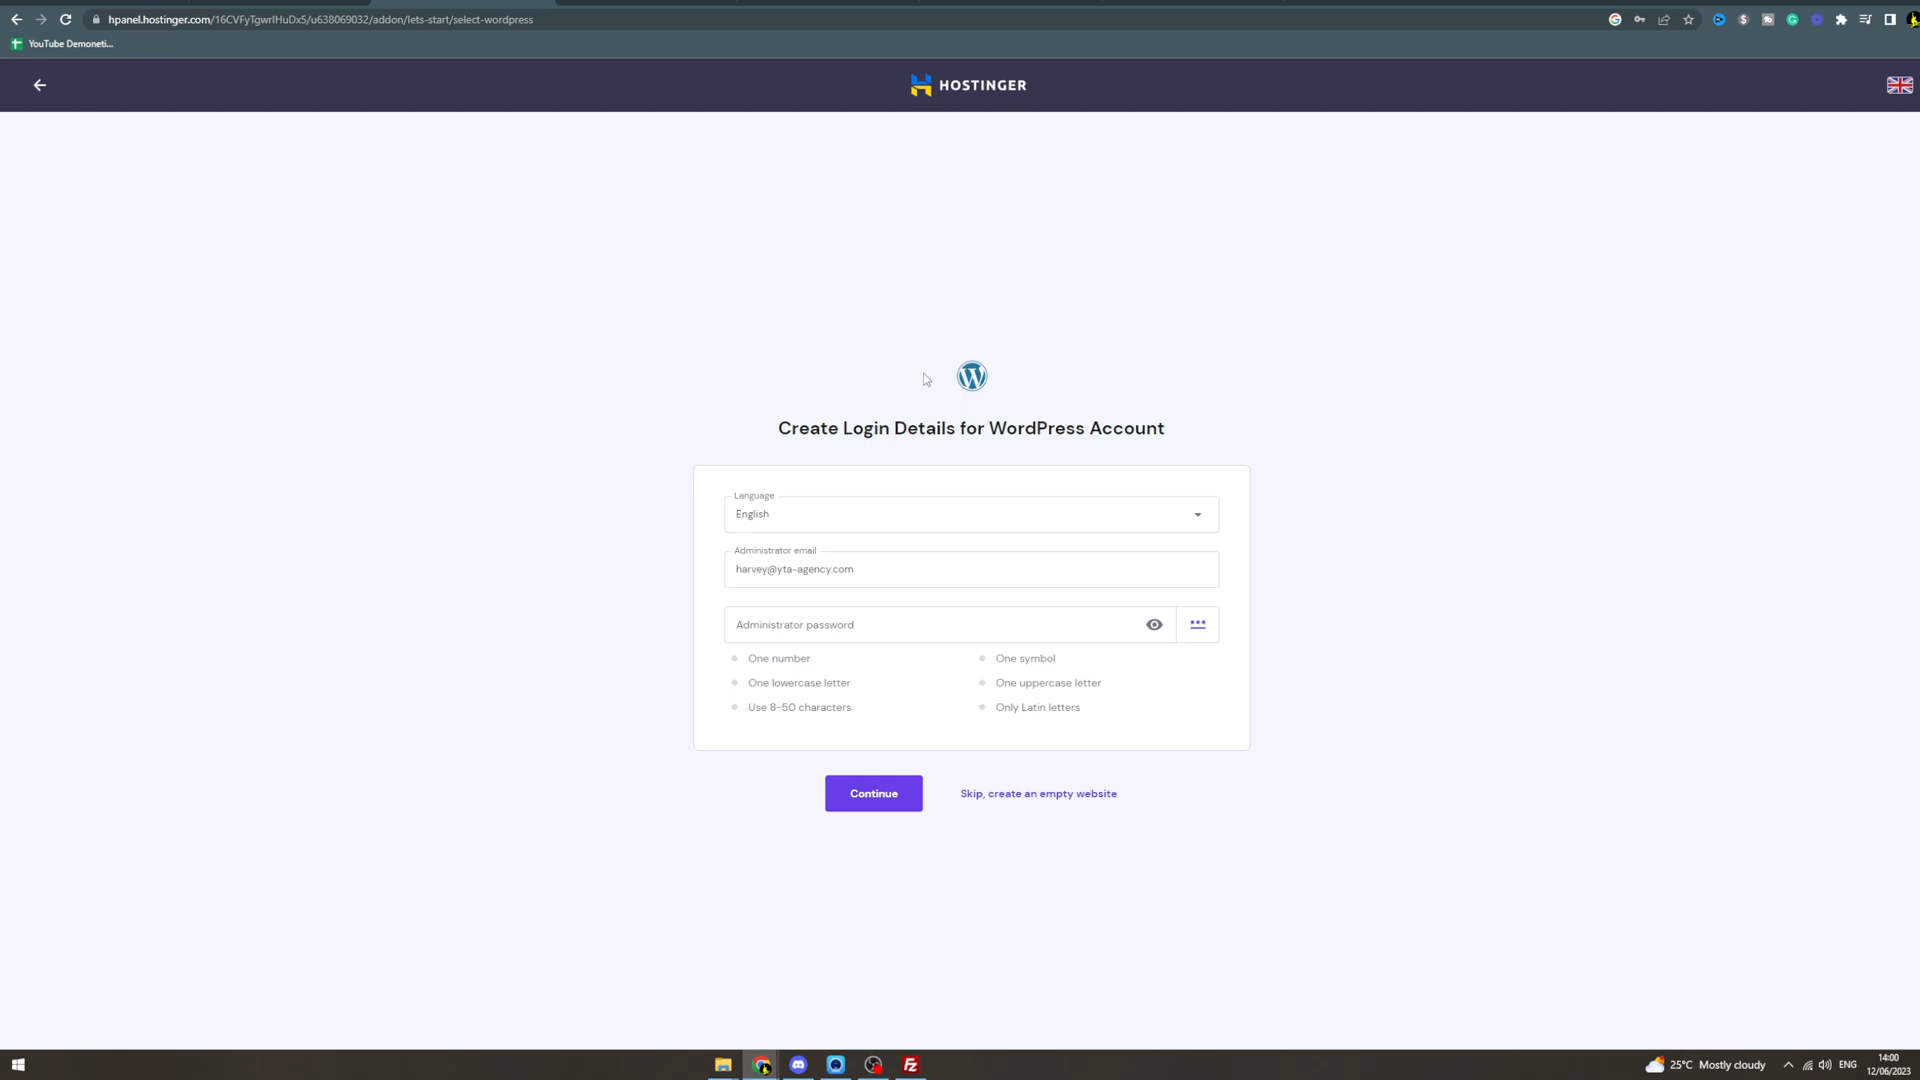 hpanel.hostinger.com/16CVFyTgwrIHuDx5/u638069032/addon/lets-start/select-wordpress
YouTube Demoneti...
HOSTINGER
Create Login Details for WordPress Account
Language
English
Administrator email
harvey@yta-agency.com
Administrator password
One number
One symbol
One lowercase letter
One uppercase letter
Use 8-50 characters
Only Latin letters
Continue
Skip, create an empty website
25°C Mostly cloudy
ENG
14:00
12/06/2023